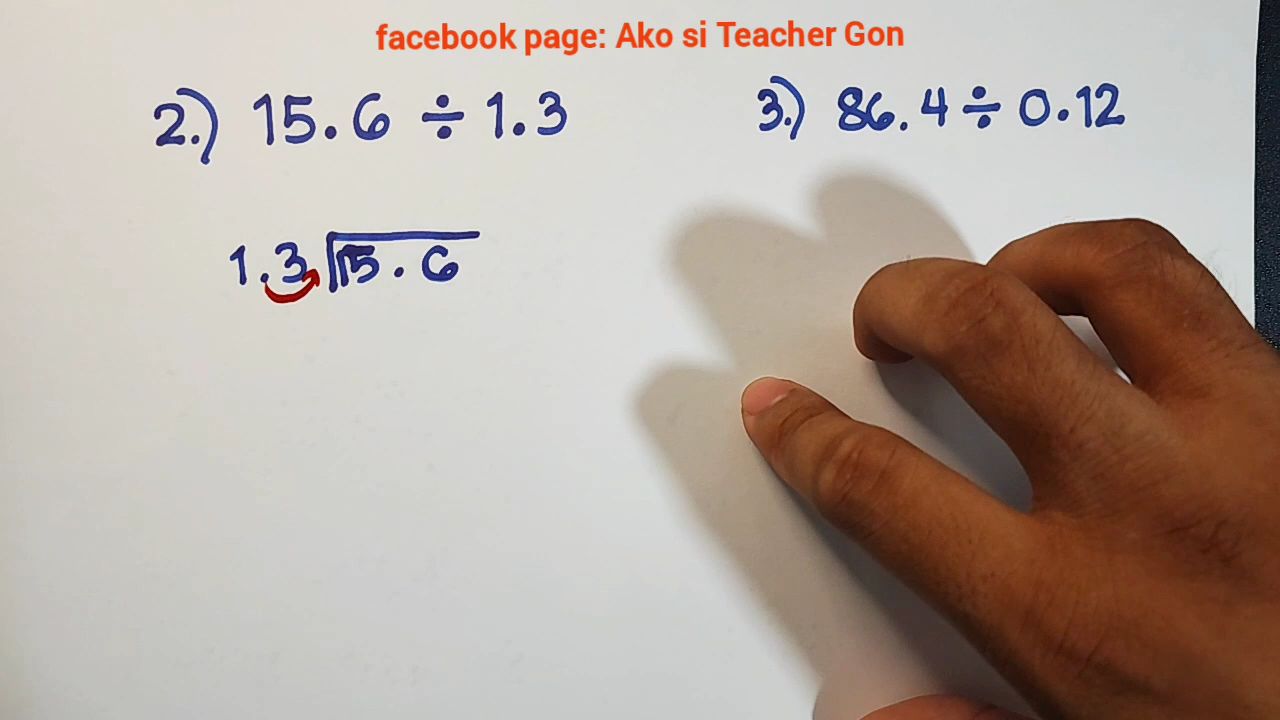 facebook page: Ako si Teacher Gon
2.) 15.6 ÷ 1.3
3.) 86.4 ÷ 0.12
1.3 15.6